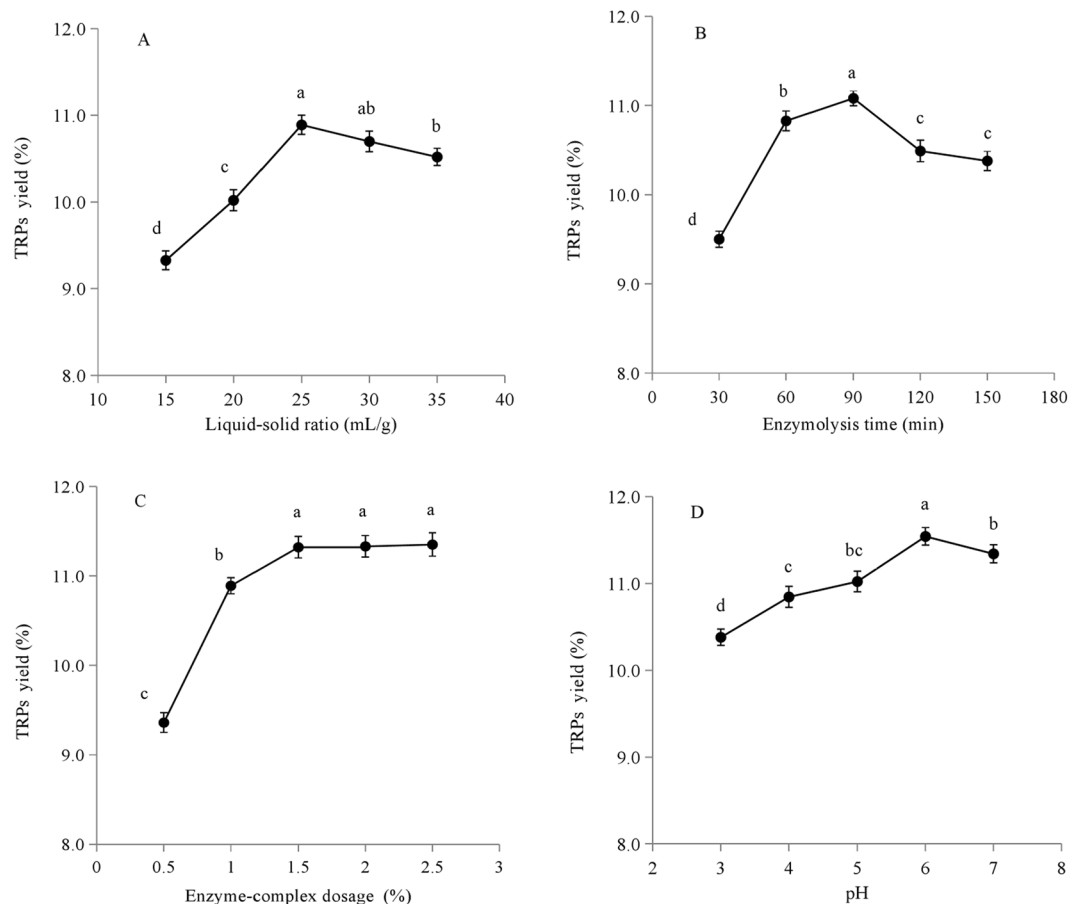 A
12.0
11.0
10.0
9.0
8.0
TRPs yield (%)
a
ab
b
c
d
10 15 20 25 30 35 40
Liquid-solid ratio (mL/g)
B
12.0
11.0
10.0
9.0
8.0
TRPs yield (%)
a
b
c c
d
0 30 60 90 120 150 180
Enzymolysis time (min)
C
12.0
11.0
10.0
9.0
8.0
TRPs yield (%)
a a a
b
c
0 0.5 1 1.5 2 2.5 3
Enzyme-complex dosage (%)
D
12.0
11.0
10.0
9.0
8.0
TRPs yield (%)
a
b
bc
c
d
2 3 4 5 6 7 8
pH